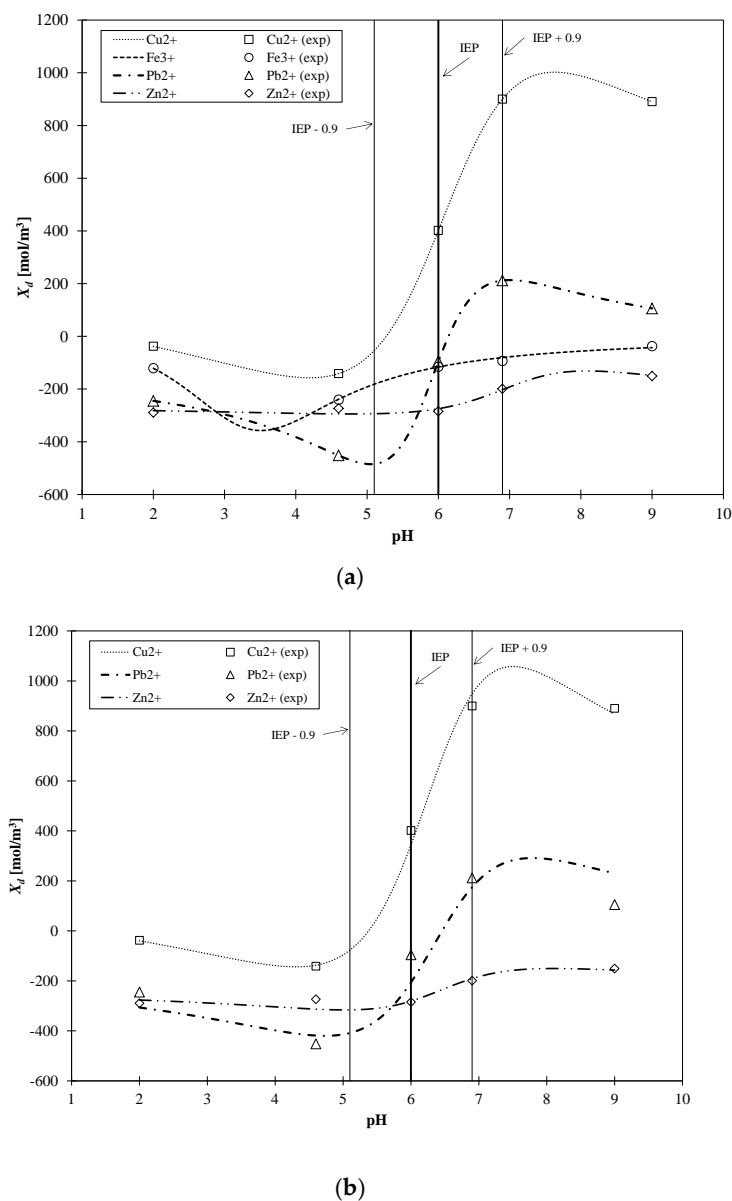 1200
1000
800
600
400
200
0
-200
-400
-600
1 2 3 4 5 6 7 8 9 10
X_d [mol/m³]
pH
Cu2+ Cu2+ (exp)
Fe3+ Fe3+ (exp)
Pb2+ Pb2+ (exp)
Zn2+ Zn2+ (exp)
IEP - 0.9
IEP
IEP + 0.9
(a)
1200
1000
800
600
400
200
0
-200
-400
-600
1 2 3 4 5 6 7 8 9 10
X_d [mol/m³]
pH
Cu2+ Cu2+ (exp)
Pb2+ Pb2+ (exp)
Zn2+ Zn2+ (exp)
IEP - 0.9
IEP
IEP + 0.9
(b)